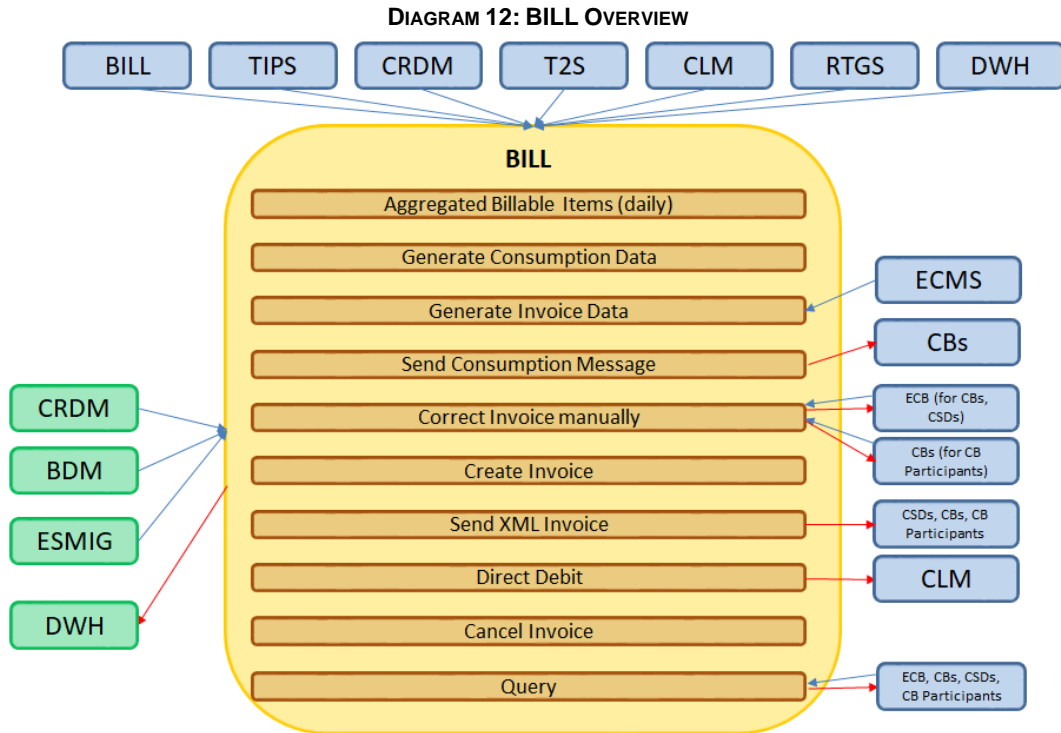 DIAGRAM 12: BILL OVERVIEW
BILL
TIPS
CRDM
T2S
CLM
RTGS
DWH
BILL
Aggregated Billable Items (daily)
Generate Consumption Data
Generate Invoice Data
Send Consumption Message
Correct Invoice manually
Create Invoice
Send XML Invoice
Direct Debit
Cancel Invoice
Query
CRDM
BDM
ESMIG
DWH
ECMS
CBs
ECB (for CBs,
CSDs)
CBs (for CB
Participants)
CSDs, CBs, CB
Participants
CLM
ECB, CBs, CSDs,
CB Participants